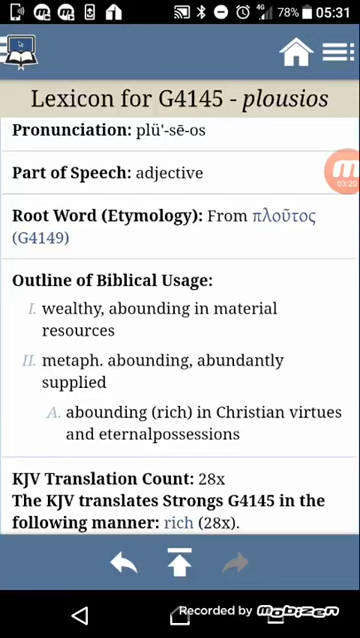 4G 78% 05:31
Lexicon for G4145 - plousios
Pronunciation: plü'-sē-os
03:20
Part of Speech: adjective
Root Word (Etymology): From πλοῦτος
(G4149)
Outline of Biblical Usage:
I. wealthy, abounding in material
resources
II. metaph. abounding, abundantly
supplied
A. abounding (rich) in Christian virtues
and eternalpossessions
KJV Translation Count: 28x
The KJV translates Strongs G4145 in the
following manner: rich (28x).
Recorded by mobizen